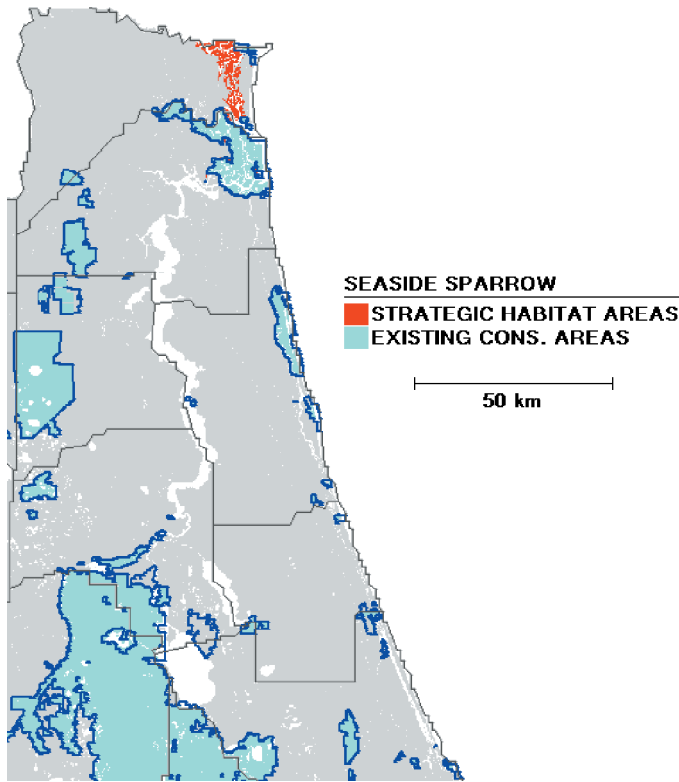 SEASIDE SPARROW
STRATEGIC HABITAT AREAS
EXISTING CONS. AREAS
50 km